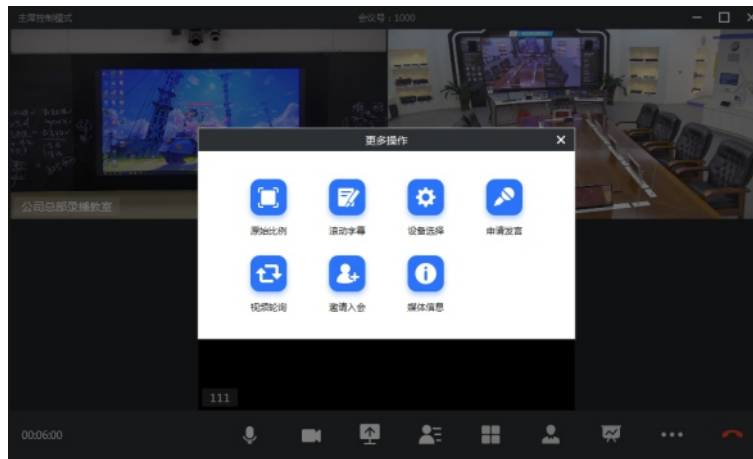 主席控制模式
会议号：1000
更多操作
公司总部录播教室
原始比例
滚动字幕
设备选择
申请发言
视频轮询
邀请入会
媒体信息
111
00:06:00